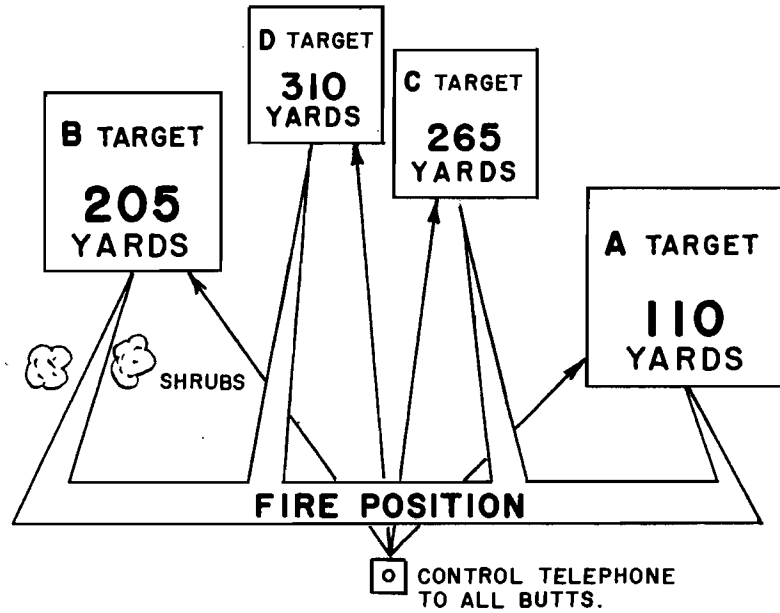 D TARGET
310
YARDS
C TARGET
265
YARDS
B TARGET
205
YARDS
A TARGET
110
YARDS
SHRUBS
FIRE POSITION
CONTROL TELEPHONE
TO ALL BUTTS.